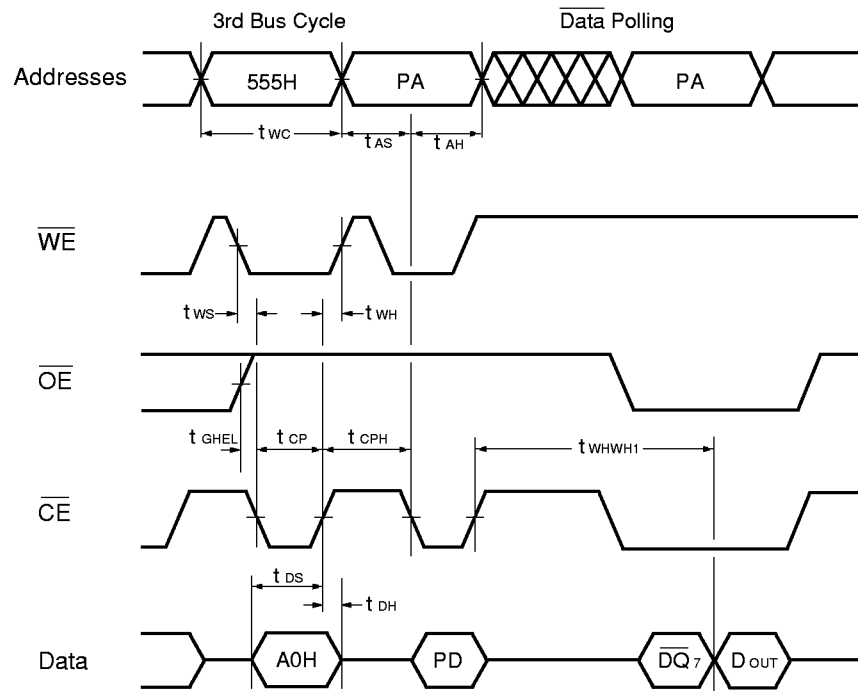 3rd Bus Cycle
Data Polling
Addresses
555H
PA
PA
t WC
t AS
t AH
WE
t WS
t WH
OE
t GHEL
t CP
t CPH
t WHWH1
CE
t DS
t DH
Data
A0H
PD
DQ 7
D OUT